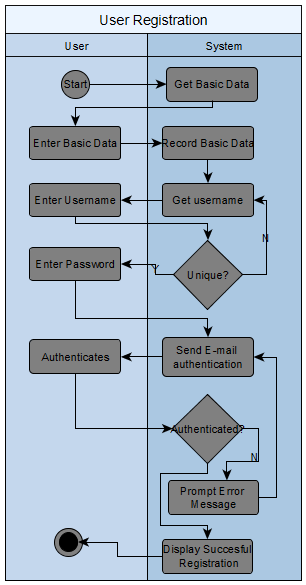 User Registration
User
System
Start
Get Basic Data
Enter Basic Data
Record Basic Data
Enter Username
Get username
N
Enter Password
Y
Unique?
Send E-mail
authentication
Authenticates
Authenticated?
N
Prompt Error
Message
Display Succesful
Registration